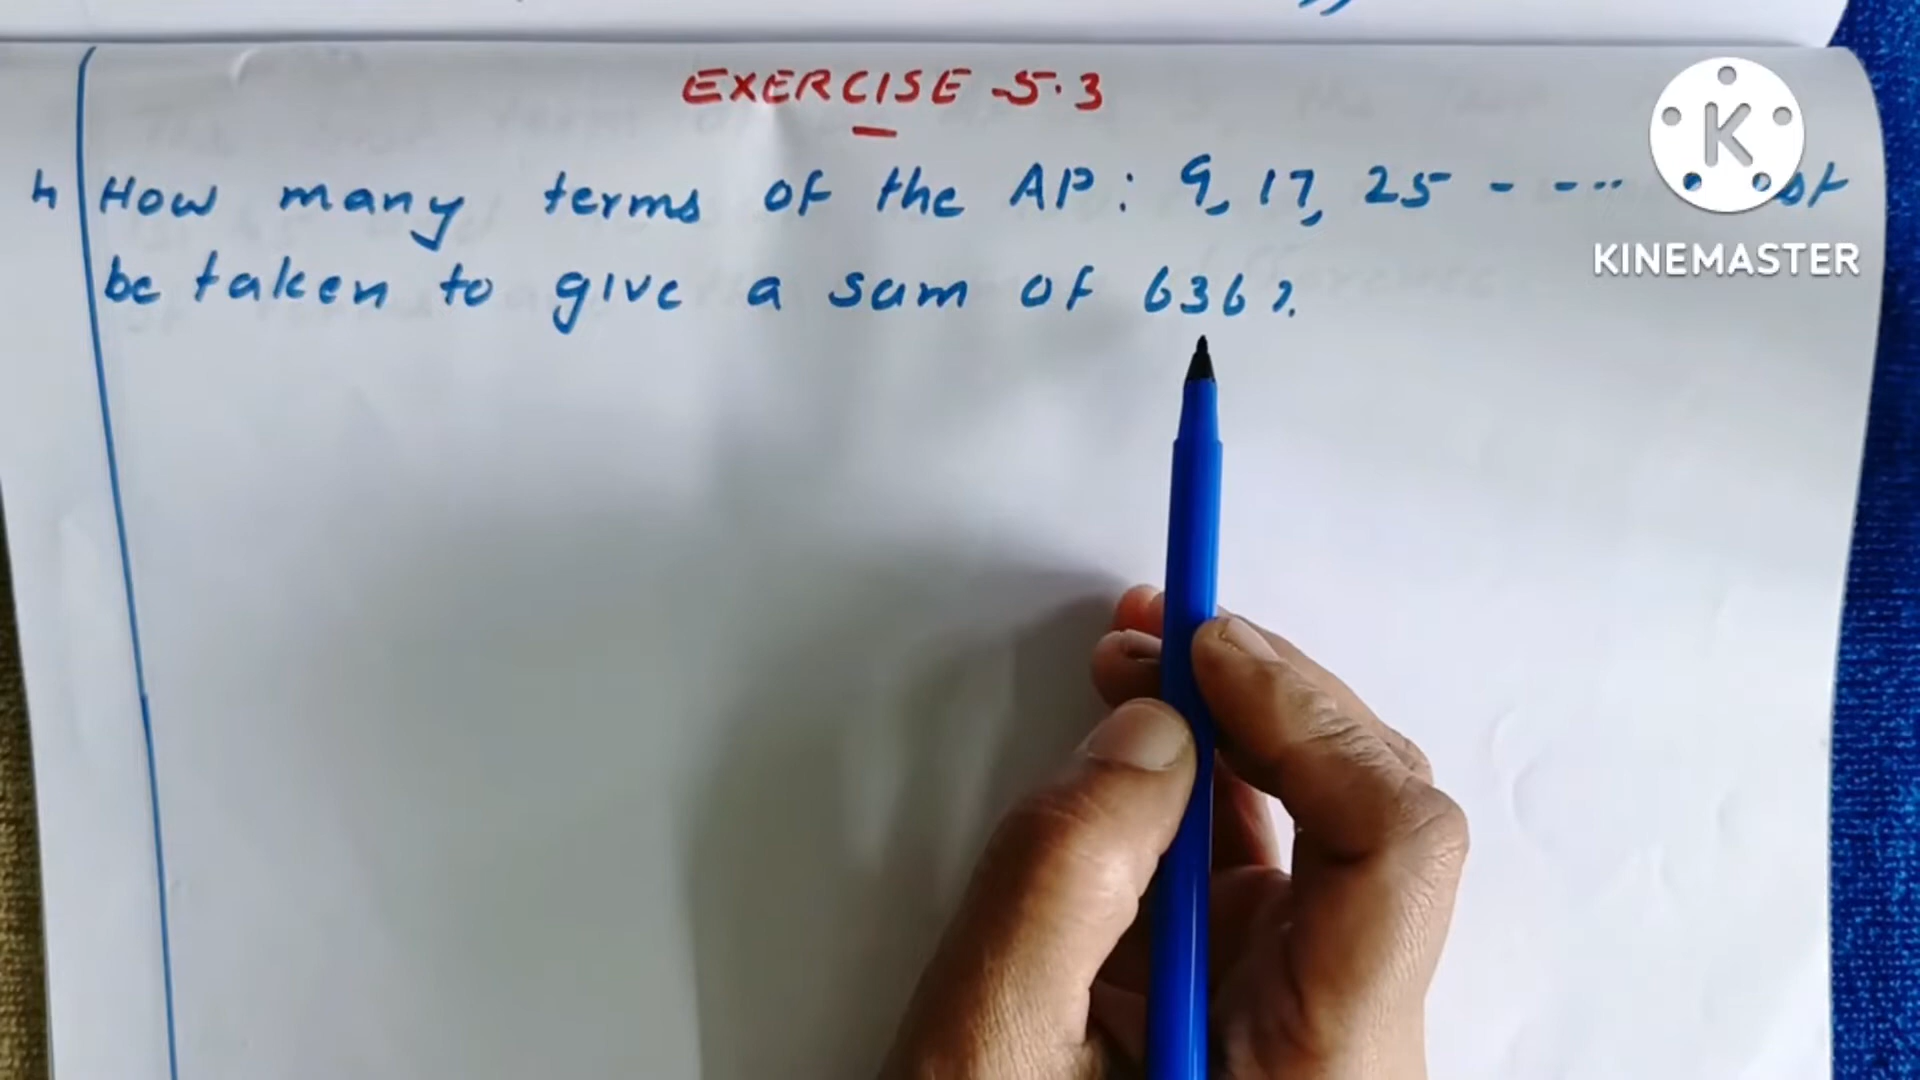 EXERCISE -5.3
4 How many terms of the AP: 9, 17, 25 - - - ..
be taken to give a sum of 636?.
K
KINEMASTER